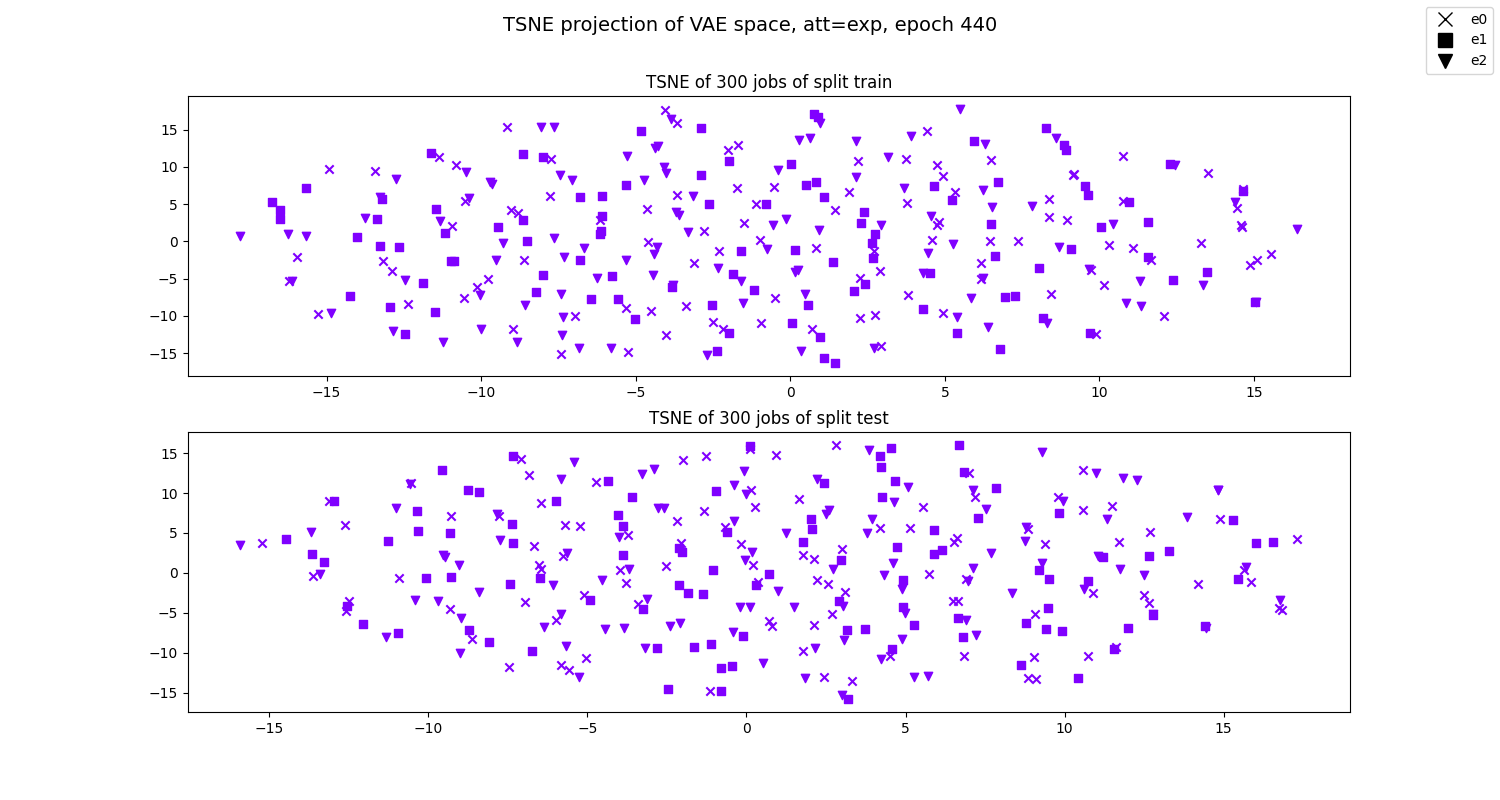 TSNE projection of VAE space, att=exp, epoch 440
e0
e1
e2
TSNE of 300 jobs of split train
15
10
5
0
−5
−10
−15
−15 −10 −5 0 5 10 15
TSNE of 300 jobs of split test
15
10
5
0
−5
−10
−15
−15 −10 −5 0 5 10 15